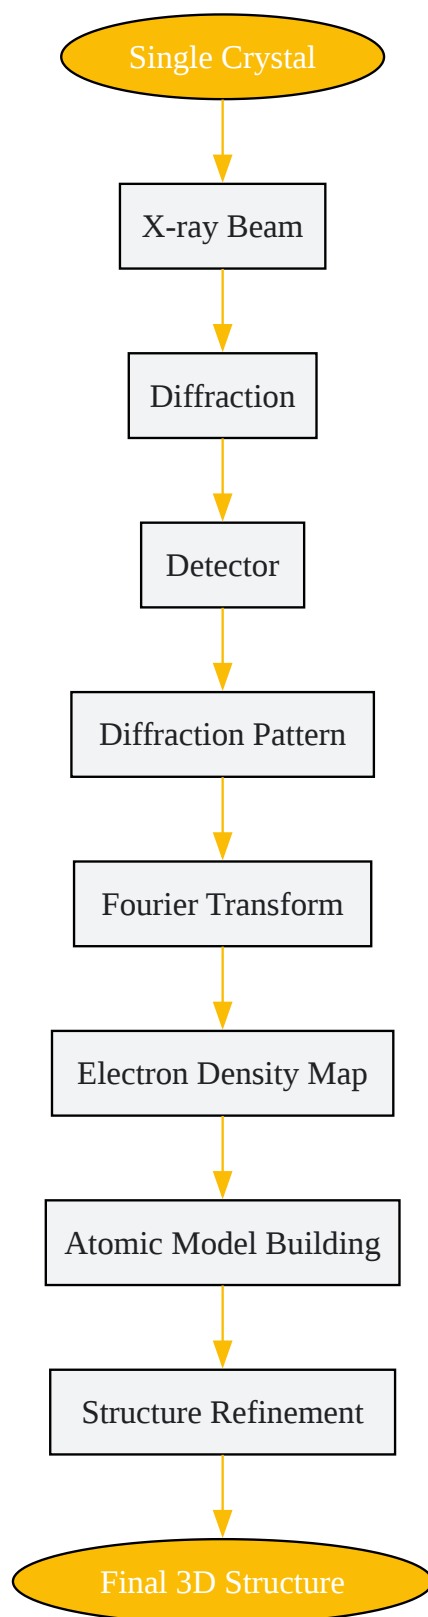 Single Crystal
X-ray Beam
Diffraction
Detector
Diffraction Pattern
Fourier Transform
Electron Density Map
Atomic Model Building
Structure Refinement
Final 3D Structure